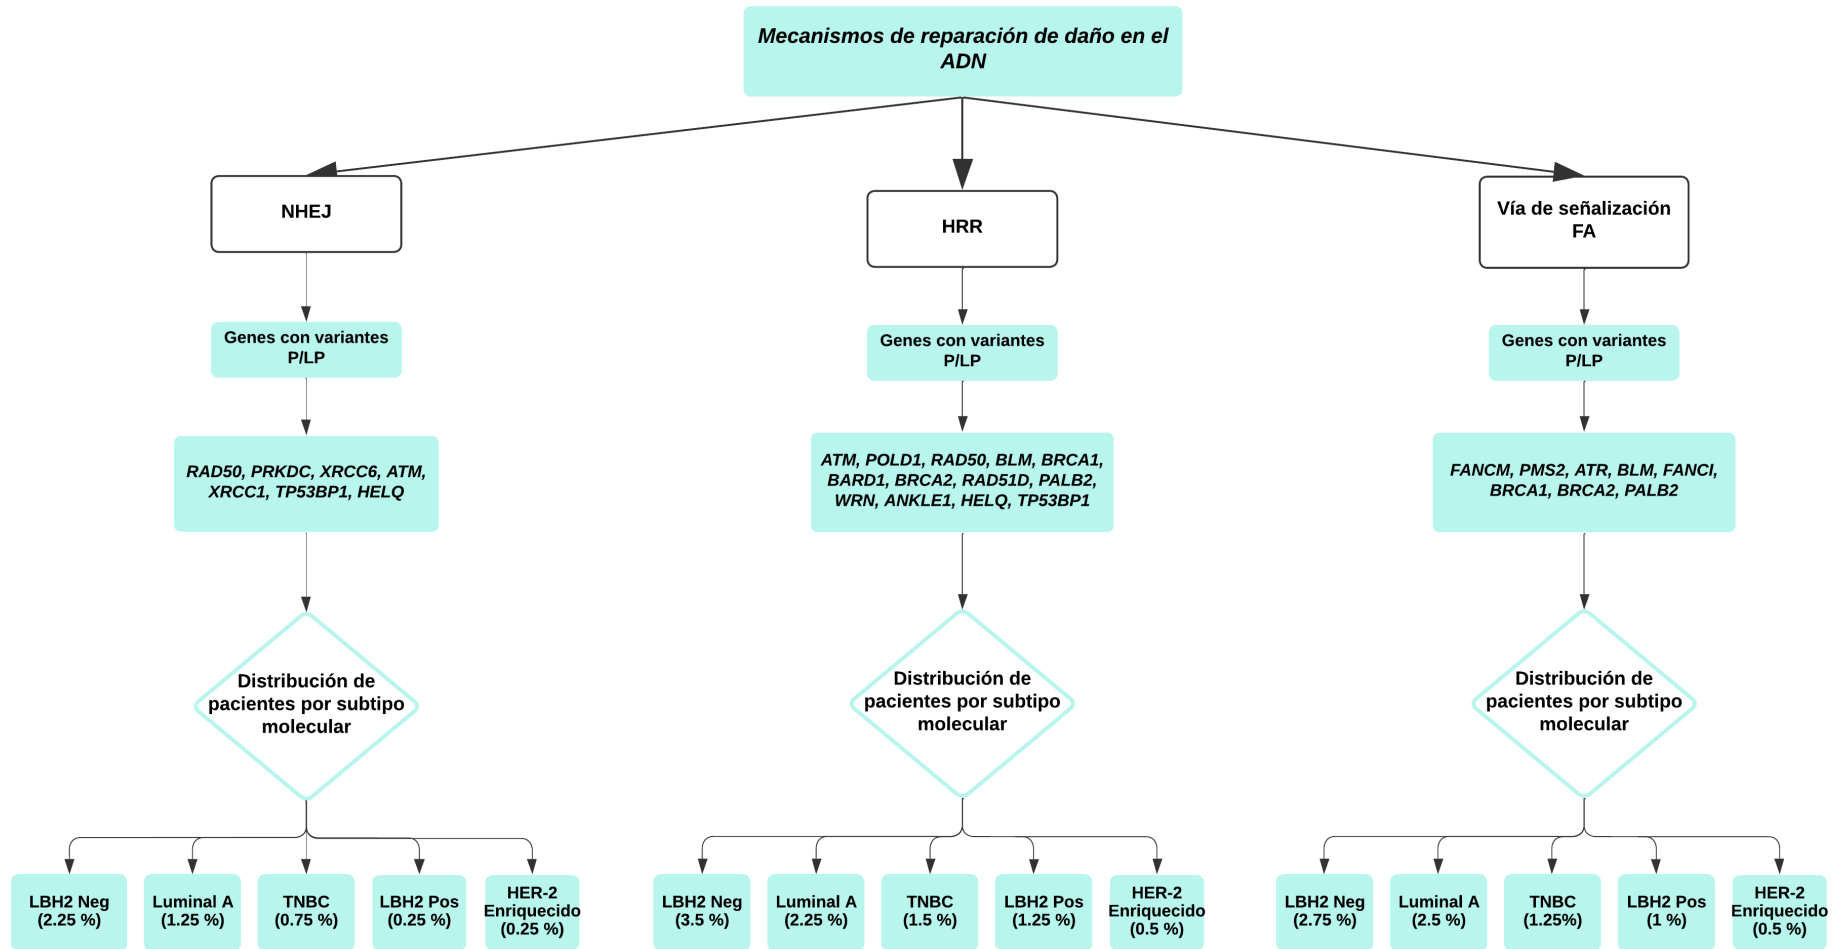 Mecanismos de reparación de daño en el
ADN
NHEJ
Genes con variantes
P/LP
RAD50, PRKDC, XRCC6, ATM,
XRCC1, TP53BP1, HELQ
Distribución de
pacientes por subtipo
molecular
LBH2 Neg
(2.25 %)
Luminal A
(1.25 %)
TNBC
(0.75 %)
LBH2 Pos
(0.25 %)
HER-2
Enriquecido
(0.25 %)
HRR
Genes con variantes
P/LP
ATM, POLD1, RAD50, BLM, BRCA1,
BARD1, BRCA2, RAD51D, PALB2,
WRN, ANKLE1, HELQ, TP53BP1
Distribución de
pacientes por subtipo
molecular
LBH2 Neg
(3.5 %)
Luminal A
(2.25 %)
TNBC
(1.5 %)
LBH2 Pos
(1.25 %)
HER-2
Enriquecido
(0.5 %)
Vía de señalización
FA
Genes con variantes
P/LP
FANCM, PMS2, ATR, BLM, FANCI,
BRCA1, BRCA2, PALB2
Distribución de
pacientes por subtipo
molecular
LBH2 Neg
(2.75 %)
Luminal A
(2.5 %)
TNBC
(1.25%)
LBH2 Pos
(1 %)
HER-2
Enriquecido
(0.5 %)